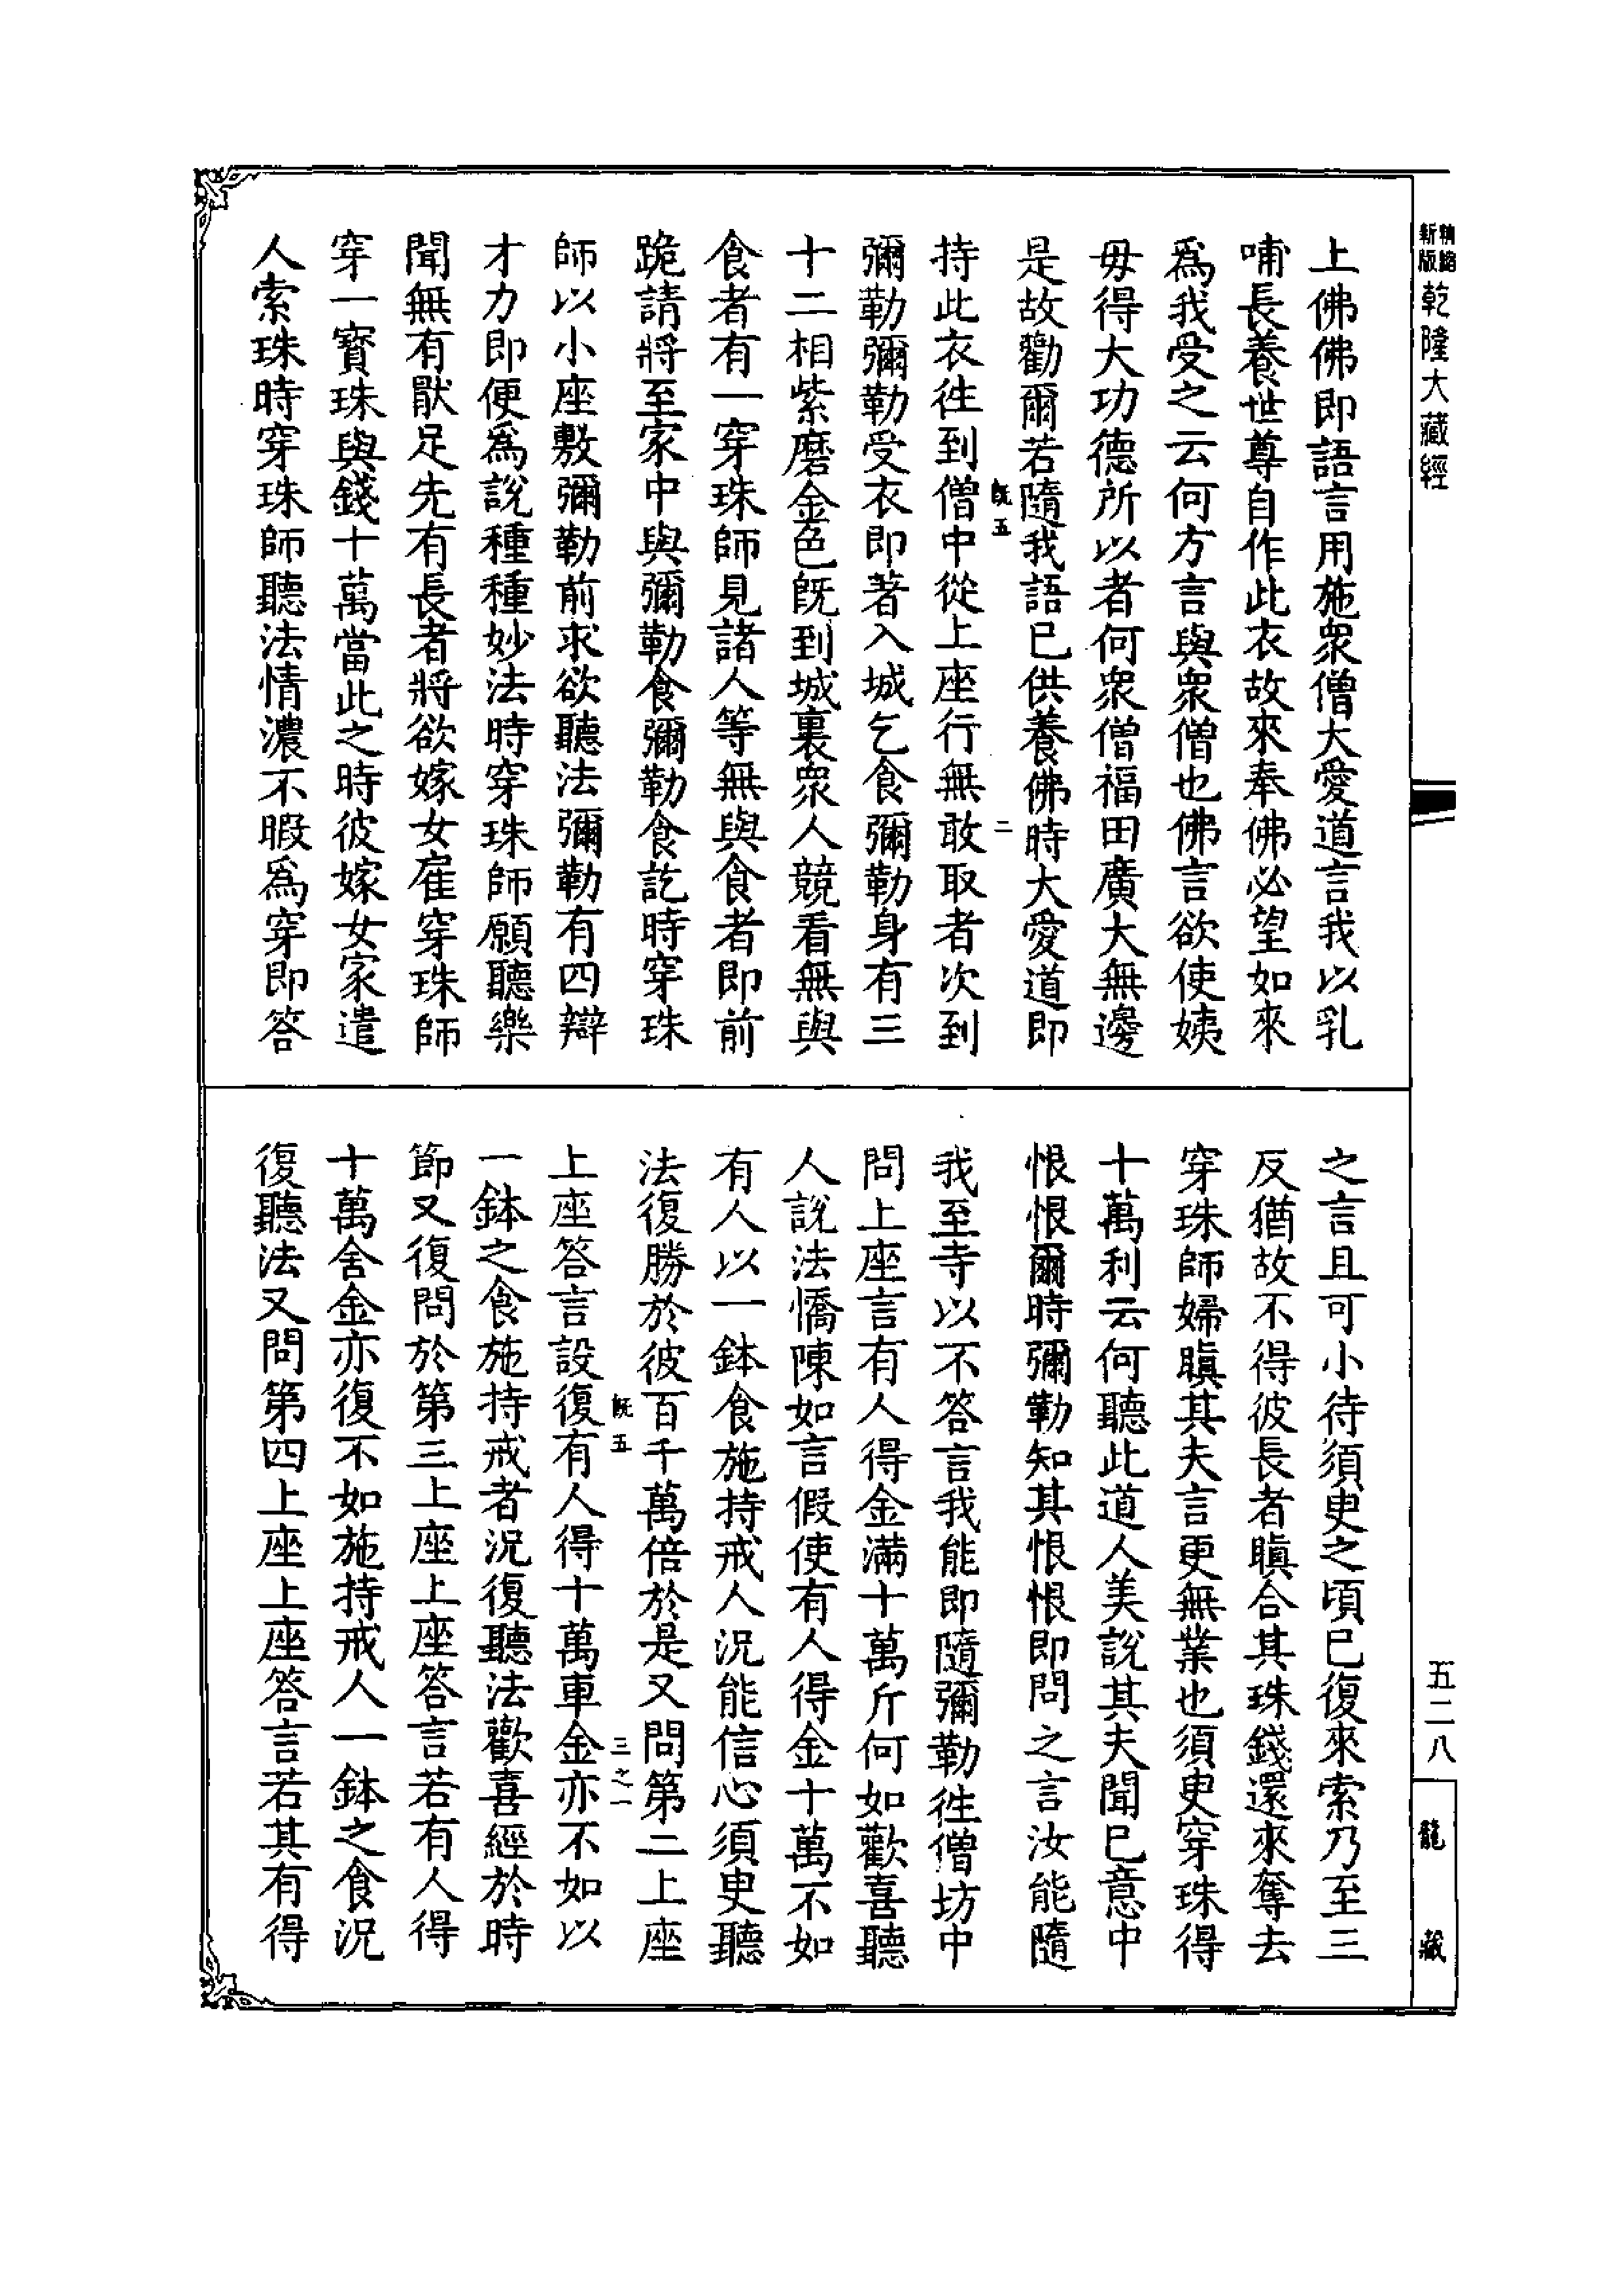 精繕
新版
乾隆大藏經
上佛佛即語言用施衆僧大愛道言我以乳
哺長養世尊自作此衣故來奉佛必望如來
爲我受之云何方言與衆僧也佛言欲使姨
母得大功德所以者何衆僧福田廣大無邊
是故勸爾若隨我語已供養佛時大愛道即
旣五 二
持此衣徃到僧中從上座行無敢取者次到
彌勒彌勒受衣即著入城乞食彌勒身有三
十二相紫磨金色旣到城裏衆人競看無與
食者有一穿珠師見諸人等無與食者即前
跪請將至家中與彌勒食彌勒食訖時穿珠
師以小座敷彌勒前求欲聽法彌勒有四辯
才力即便爲說種種妙法時穿珠師願聽樂
聞無有猒足先有長者將欲嫁女雇穿珠師
穿一寶珠與錢十萬當此之時彼嫁女家遣
人索珠時穿珠師聽法情濃不暇爲穿即答
之言且可小待須臾之頃已復來索乃至三
反猶故不得彼長者瞋合其珠錢還來奪去
穿珠師婦瞋其夫言更無業也須臾穿珠得
十萬利云何聽此道人美說其夫聞已意中
恨恨爾時彌勒知其恨恨即問之言汝能隨
我至寺以不答言我能即隨彌勒徃僧坊中
問上座言有人得金滿十萬斤何如歡喜聽
人說法憍陳如言假使有人得金十萬不如
有人以一鉢食施持戒人況能信心須臾聽
法復勝於彼百千萬倍於是又問第二上座
旣五 三之一
上座答言設復有人得十萬車金亦不如以
一鉢之食施持戒者況復聽法歡喜經於時
節又復問於第三上座上座答言若有人得
十萬舍金亦復不如施持戒人一鉢之食況
復聽法又問第四上座上座答言若其有得
五二八
龍藏